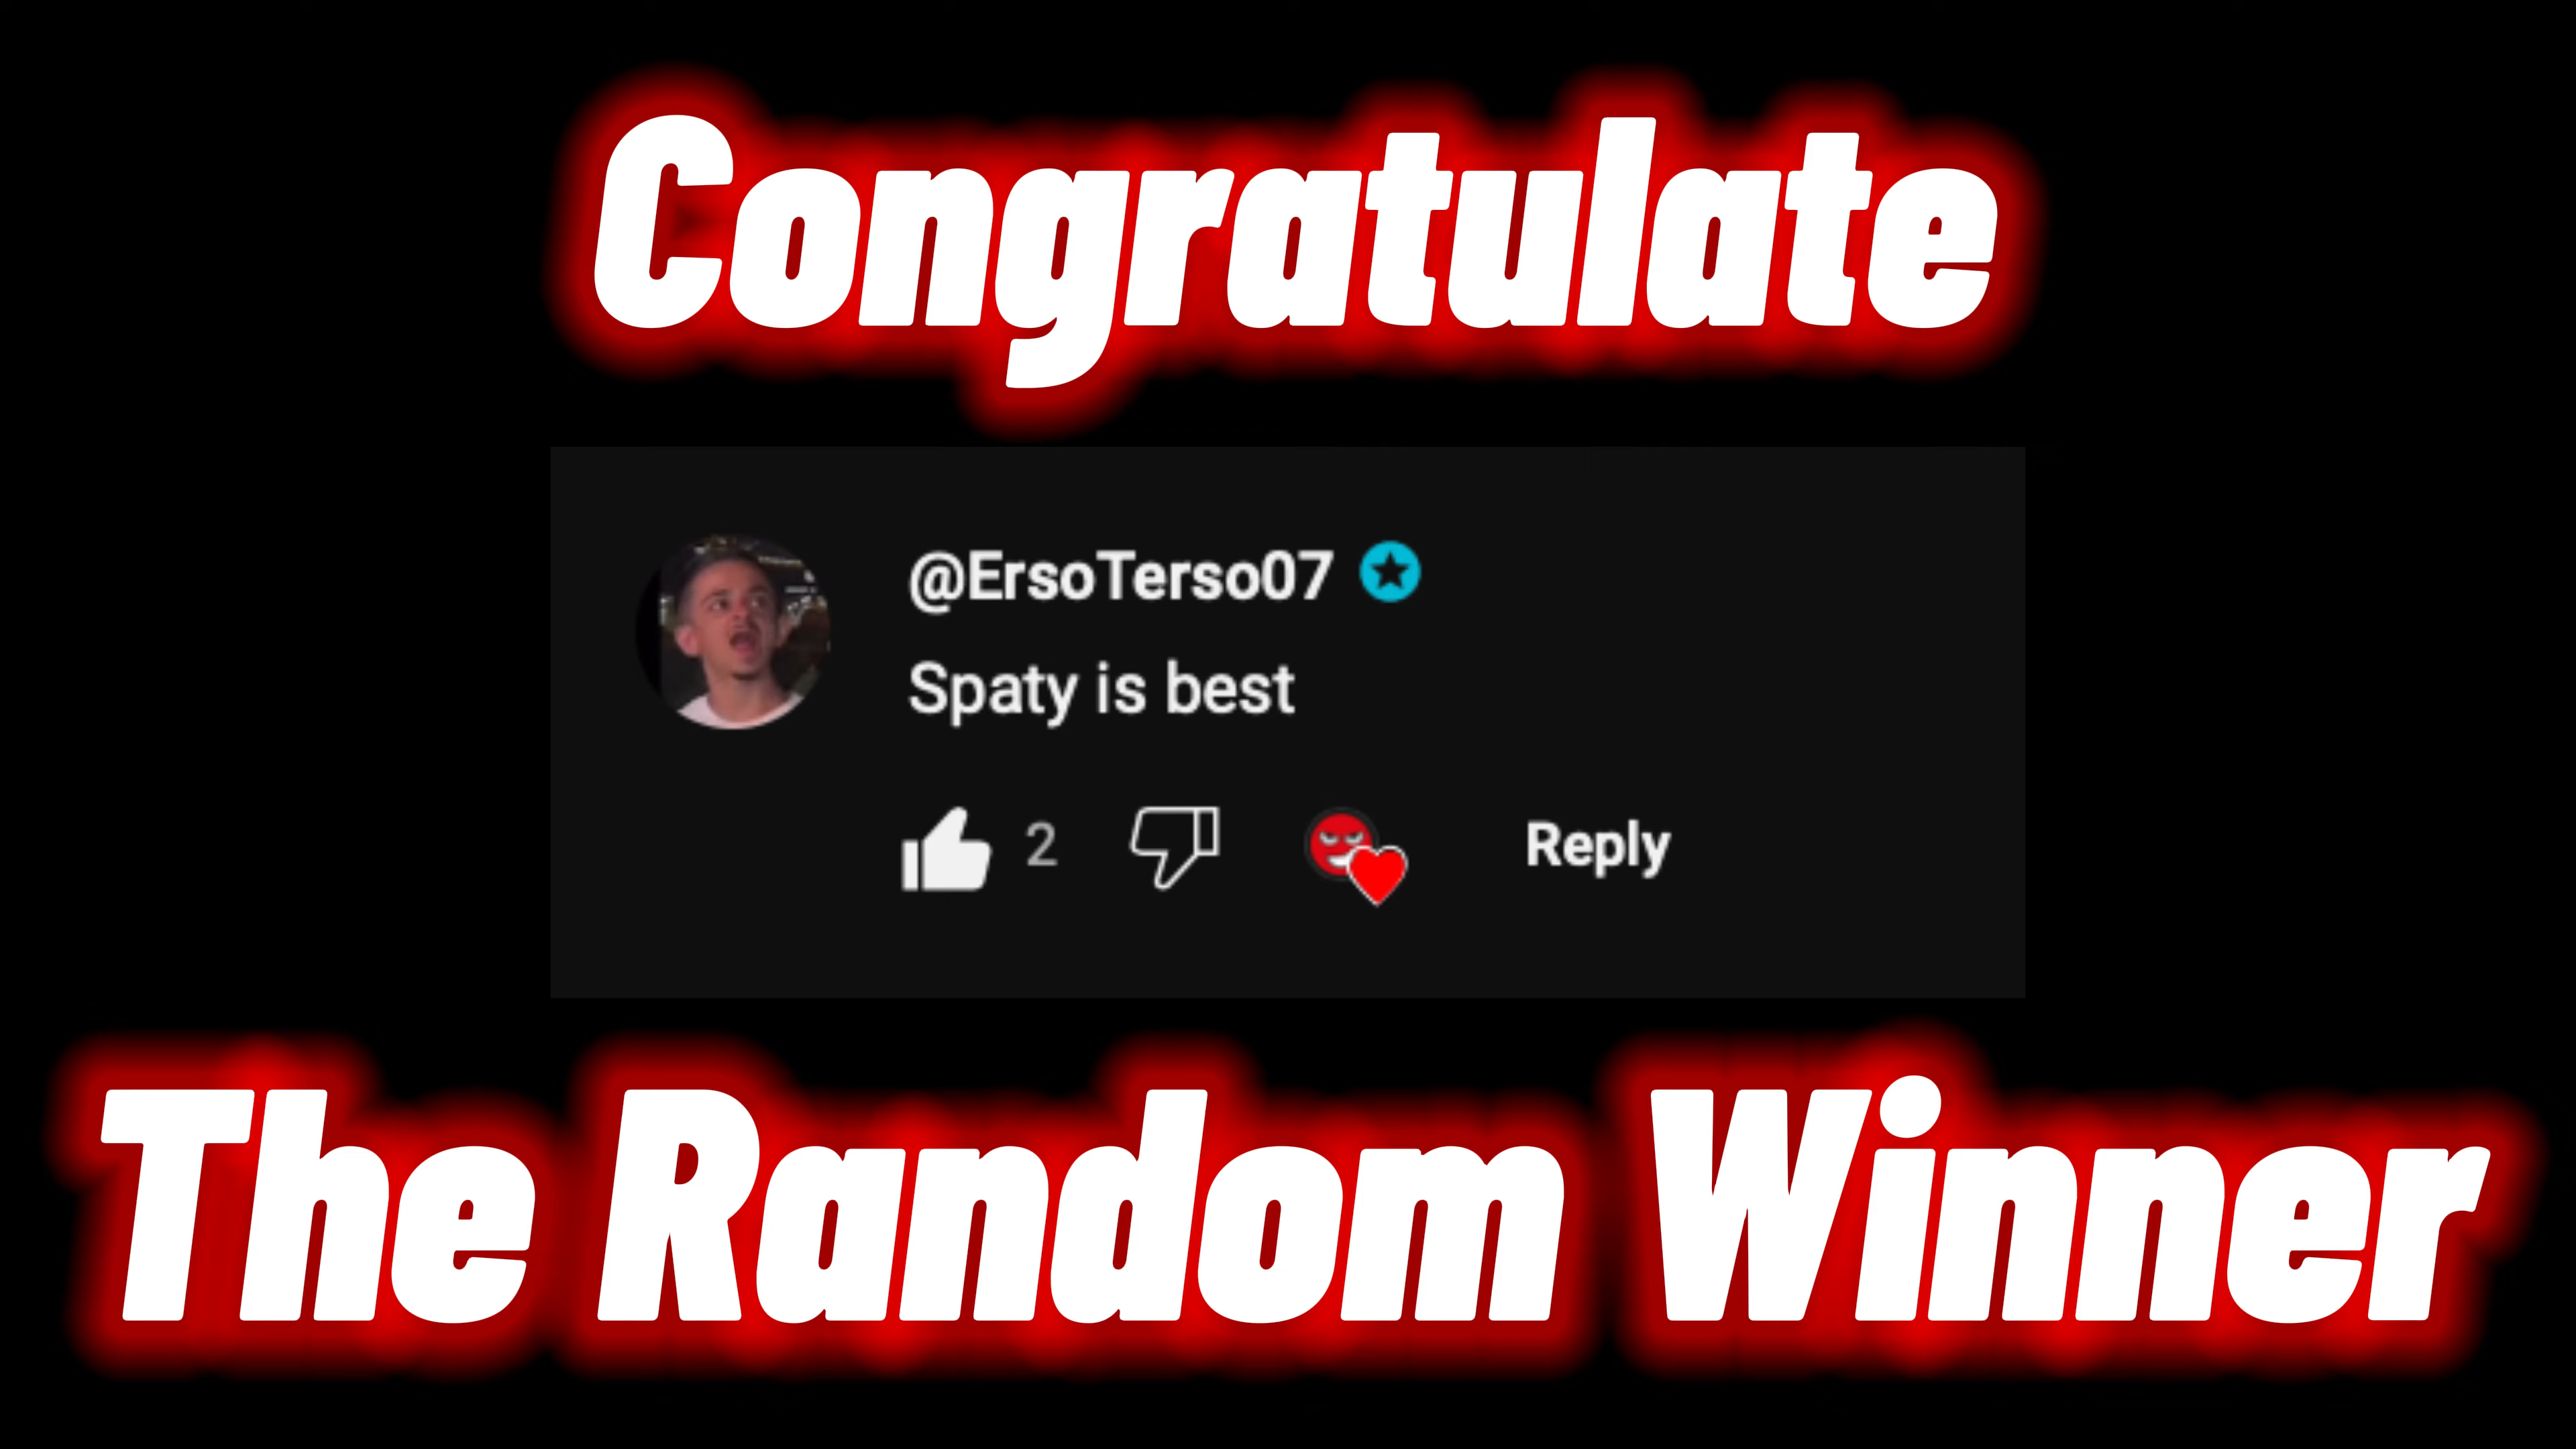 Congratulate
@ErsoTerso07
Spaty is best
2 Reply
The Random Winner